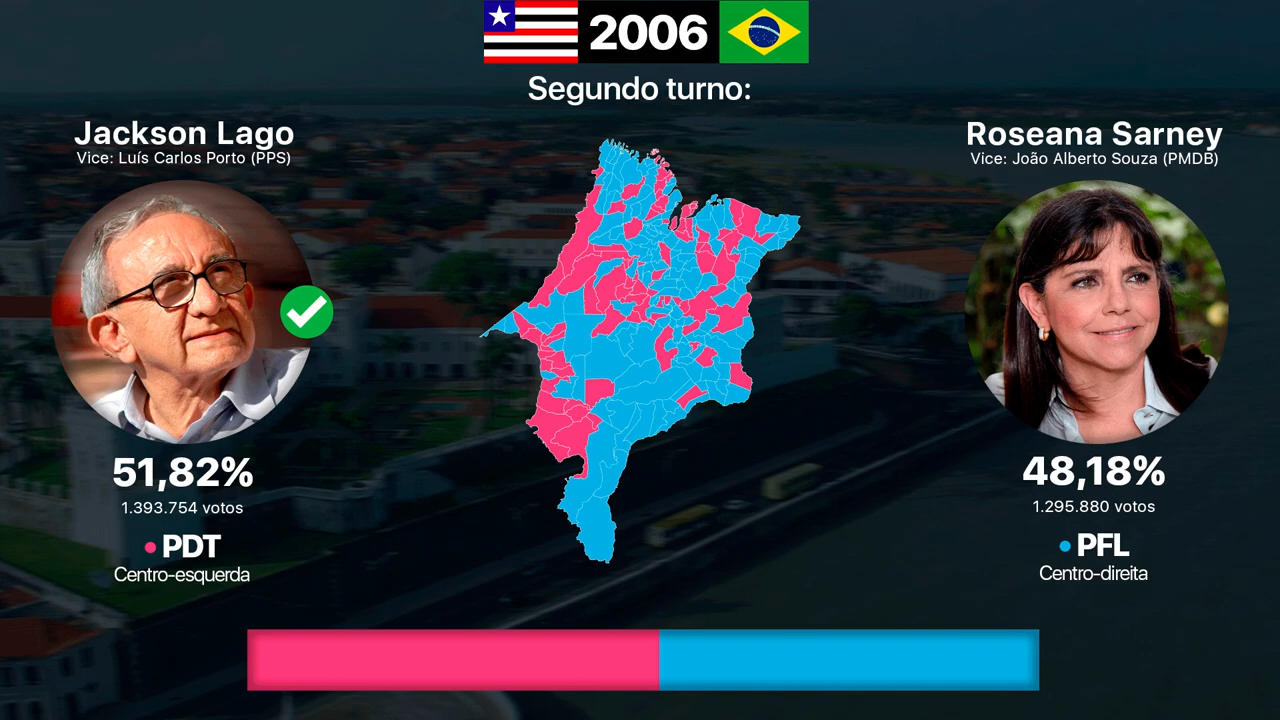 2006
Segundo turno:
Jackson Lago
Vice: Luís Carlos Porto (PPS)
51,82%
1.393.754 votos
PDT
Centro-esquerda
Roseana Sarney
Vice: João Alberto Souza (PMDB)
48,18%
1.295.880 votos
PFL
Centro-direita